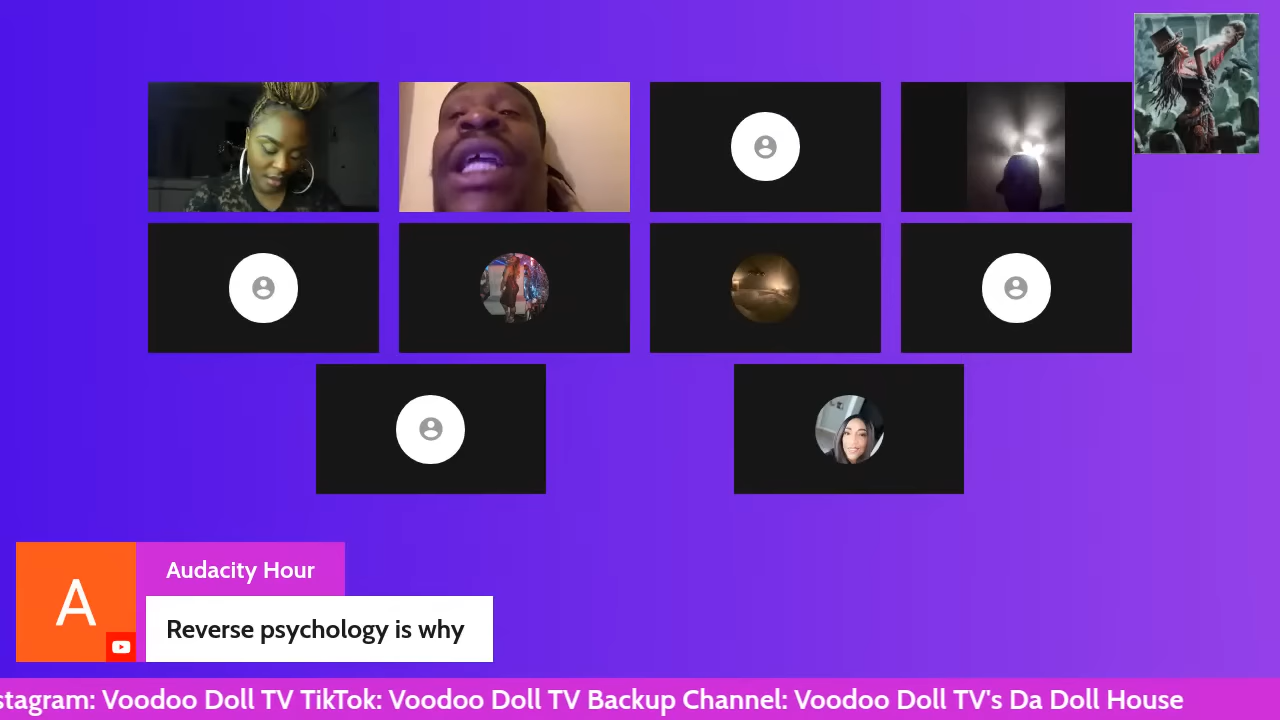 A
Audacity Hour
Reverse psychology is why
stagram: Voodoo Doll TV TikTok: Voodoo Doll TV Backup Channel: Voodoo Doll TV's Da Doll House